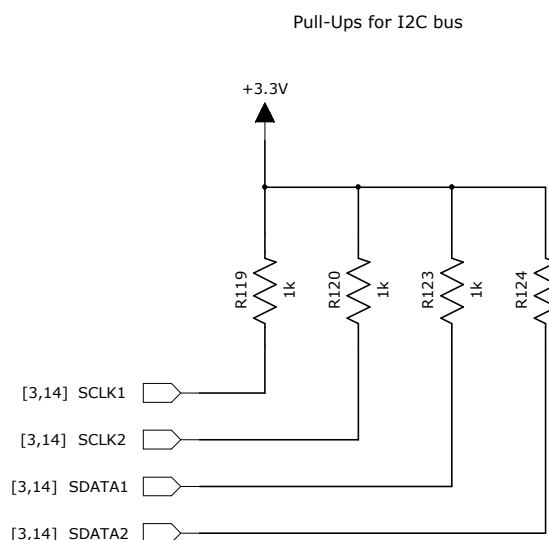 Pull-Ups for I2C bus
+3.3V
R119
1k
R120
1k
R123
1k
R124
[3,14] SCLK1
[3,14] SCLK2
[3,14] SDATA1
[3,14] SDATA2